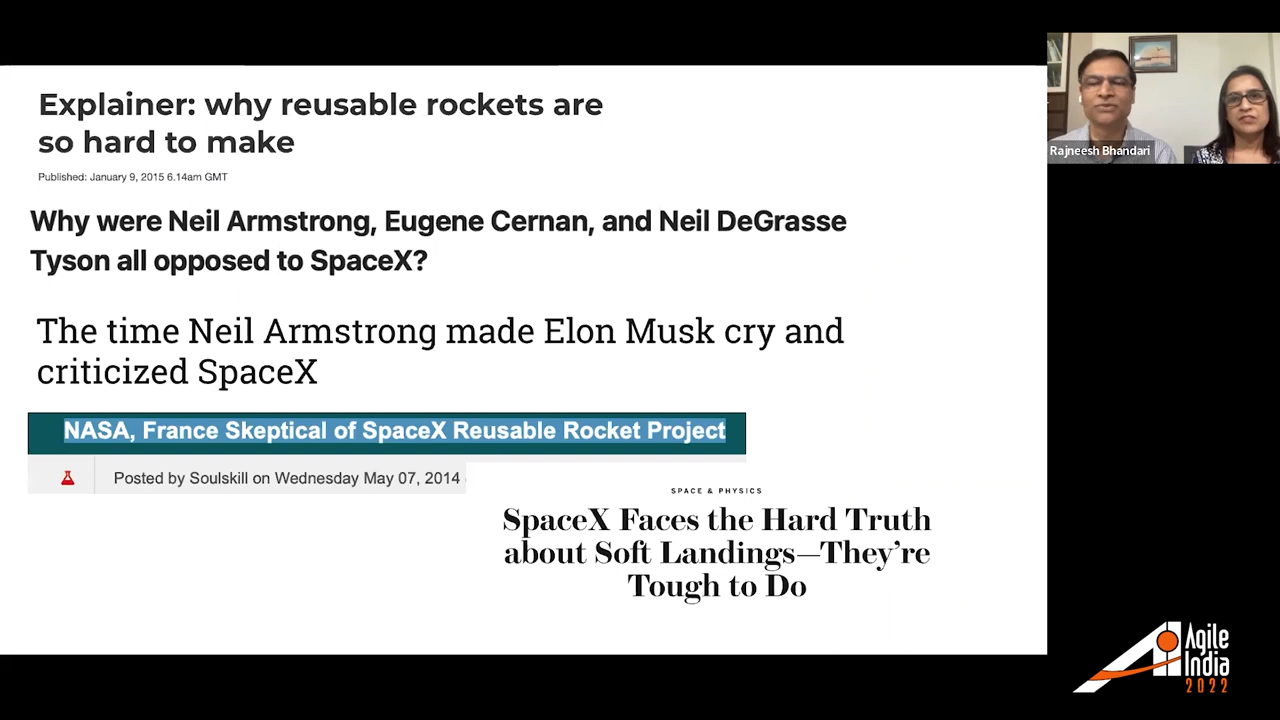 Explainer: why reusable rockets are
so hard to make
Published: January 9, 2015 6.14am GMT
Why were Neil Armstrong, Eugene Cernan, and Neil DeGrasse
Tyson all opposed to SpaceX?
The time Neil Armstrong made Elon Musk cry and
criticized SpaceX
NASA, France Skeptical of SpaceX Reusable Rocket Project
Posted by Soulskill on Wednesday May 07, 2014
SPACE & PHYSICS
SpaceX Faces the Hard Truth
about Soft Landings—They're
Tough to Do
Rajneesh Bhandari
Agile
India
2022